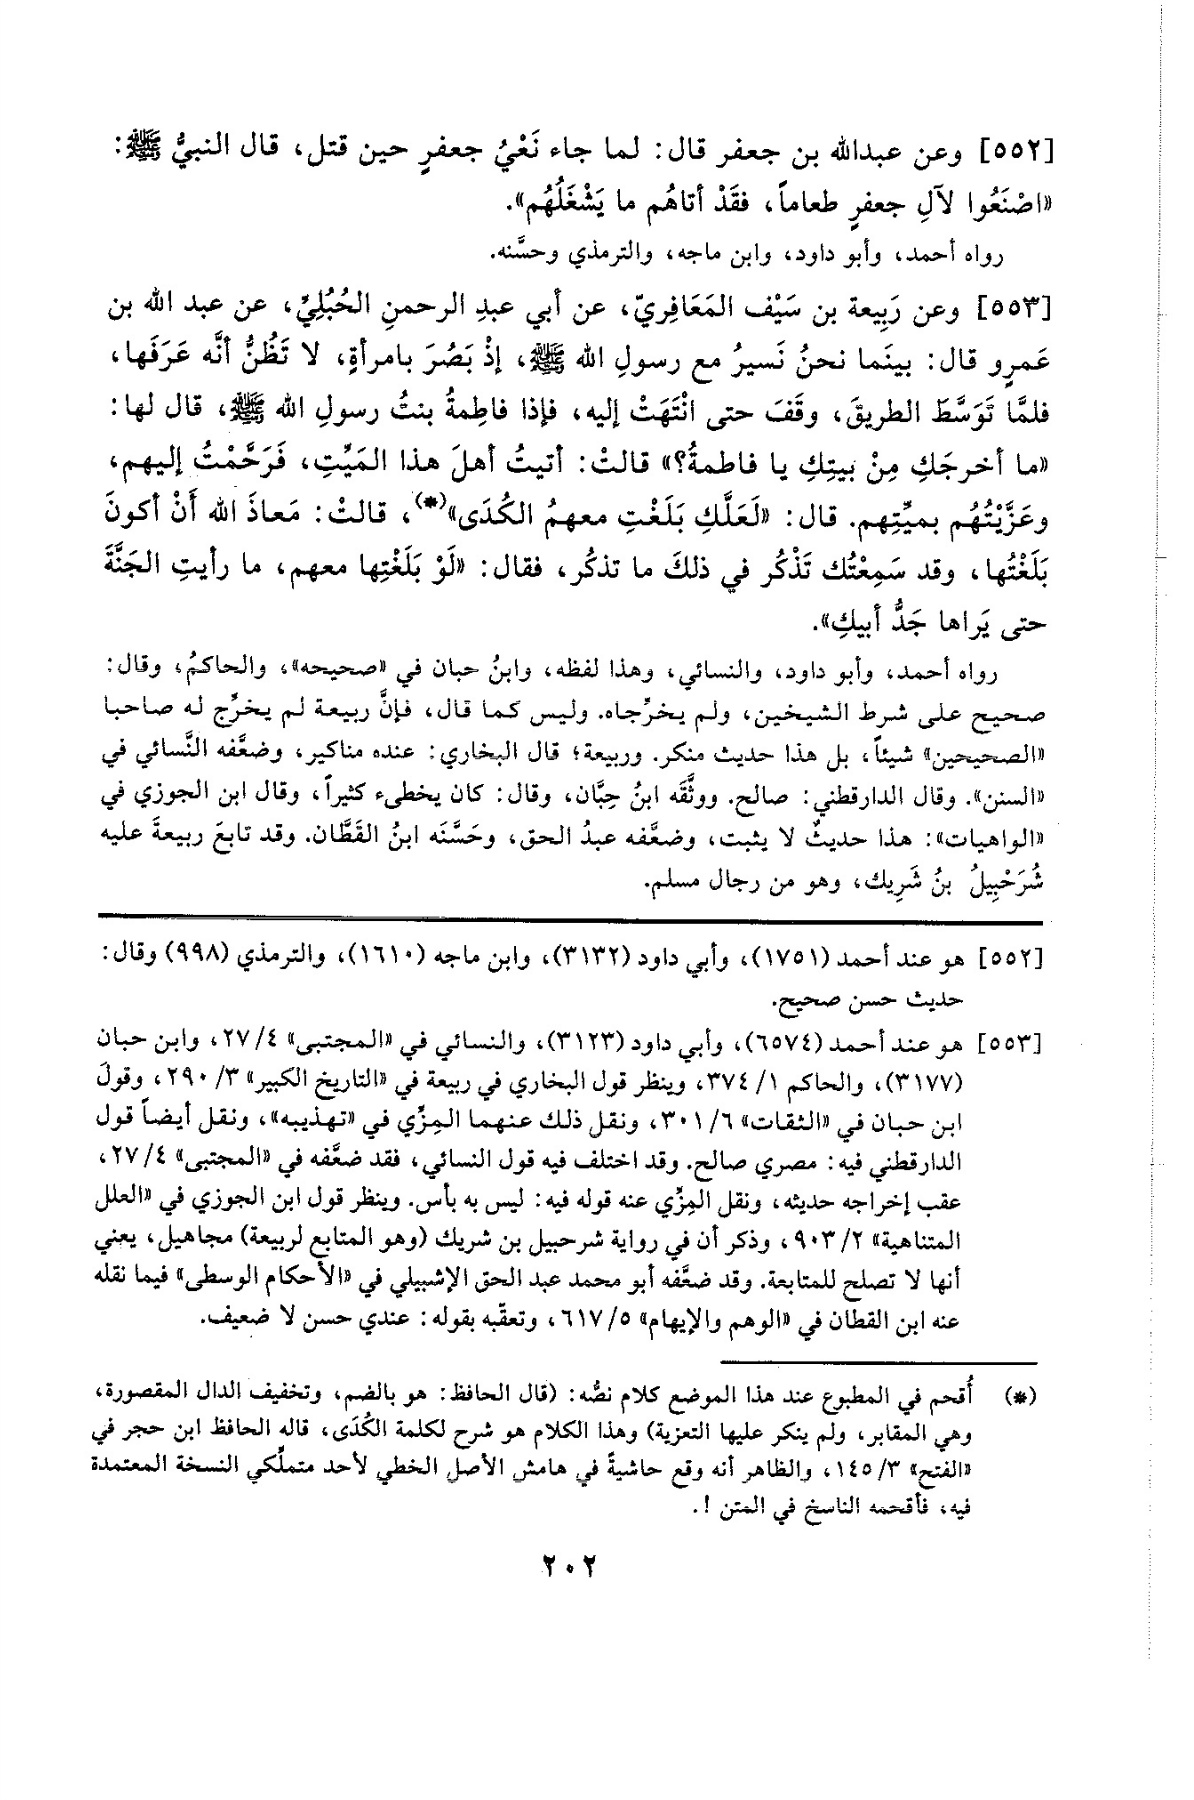 [٥٥٢] وعن عبدالله بن جعفر قال: لما جاء نَعْيُ جعفرٍ حين قتل، قال النبيُّ ﷺ:
«اصْنَعُوا لآلِ جعفرٍ طعاماً، فقَدْ أتاهُم ما يَشْغَلُهُم».
رواه أحمد، وأبو داود، وابن ماجه، والترمذي وحسَّنه.
[٥٥٣] وعن رَبِيعة بن سَيْف المَعَافِريّ، عن أبي عبدِ الرحمنِ الحُبُليِّ، عن عبد الله بن
عَمرٍو قال: بينَما نحنُ نَسيرُ مع رسولِ الله ﷺ، إذْ بَصُرَ بامرأةٍ، لا تَظُنُّ أنَّه عَرَفَها،
فلمَّا تَوَسَّطَ الطريقَ، وقَفَ حتى انْتَهَتْ إليه، فإذا فاطِمةُ بنتُ رسولِ الله ﷺ، قال لها:
«ما أخرجَكِ مِنْ بيتِكِ يا فاطمةُ؟» قالتْ: أتيتُ أهلَ هذا المَيِّتِ، فَرَحَّمْتُ إليهم،
وعَزَّيْتُهُم بميِّتِهم. قال: «لَعَلَّكِ بَلَغْتِ معهمُ الكُدَى»(*)، قالتْ: مَعاذَ الله أَنْ أكونَ
بَلَغْتُها، وقد سَمِعْتُك تَذْكُر في ذلكَ ما تذكُر، فقال: «لَوْ بَلَغْتِها معهم، ما رأيتِ الجَنَّةَ
حتى يَراها جَدُّ أبيكِ».
رواه أحمد، وأبو داود، والنسائي، وهذا لفظه، وابنُ حبان في «صحيحه»، والحاكمُ، وقال:
صحيح على شرط الشيخين، ولم يخرِّجاه. وليس كما قال، فإنَّ ربيعة لم يخرِّج له صاحبا
«الصحيحين» شيئاً، بل هذا حديث منكر. وربيعة؛ قال البخاري: عنده مناكير، وضعَّفه النَّسائي في
«السنن». وقال الدارقطني: صالح. ووثَّقه ابنُ حِبَّان، وقال: كان يخطىء كثيراً، وقال ابن الجوزي في
«الواهيات»: هذا حديثٌ لا يثبت، وضعَّفه عبدُ الحق، وحَسَّنَه ابنُ القَطَّان. وقد تابعَ ربيعةَ عليه
شُرَحْبِيلُ بنُ شَرِيك، وهو من رجال مسلم.
[٥٥٢] هو عند أحمد (١٧٥١)، وأبي داود (٣١٣٢)، وابن ماجه (١٦١٠)، والترمذي (٩٩٨) وقال:
حديث حسن صحيح.
[٥٥٣] هو عند أحمد (٦٥٧٤)، وأبي داود (٣١٢٣)، والنسائي في «المجتبى» ٢٧/٤، وابن حبان
(٣١٧٧)، والحاكم ١/ ٣٧٤، وينظر قول البخاري في ربيعة في «التاريخ الكبير» ٣/ ٢٩٠، وقولَ
ابن حبان في «الثقات» ٦/ ٣٠١، ونقل ذلك عنهما المِزِّي في «تهذيبه»، ونقل أيضاً قول
الدارقطني فيه: مصري صالح. وقد اختلف فيه قول النسائي، فقد ضعَّفه في «المجتبى» ٢٧/٤،
عقب إخراجه حديثه، ونقل المِزِّي عنه قوله فيه: ليس به بأس. وينظر قول ابن الجوزي في «العلل
المتناهية» ٢/ ٩٠٣، وذكر أن في رواية شرحبيل بن شريك (وهو المتابع لربيعة) مجاهيل، يعني
أنها لا تصلح للمتابعة. وقد ضعَّفه أبو محمد عبد الحق الإشبيلي في «الأحكام الوسطى» فيما نقله
عنه ابن القطان في «الوهم والإيهام» ٥/ ٦١٧، وتعقّبه بقوله: عندي حسن لا ضعيف.
(*) أُقحم في المطبوع عند هذا الموضع كلام نصُّه: (قال الحافظ: هو بالضم، وتخفيف الدال المقصورة،
وهي المقابر، ولم ينكر عليها التعزية) وهذا الكلام هو شرح لكلمة الكُدَى، قاله الحافظ ابن حجر في
«الفتح» ٣/ ١٤٥، والظاهر أنه وقع حاشيةً في هامش الأصل الخطي لأحد متملِّكي النسخة المعتمدة
فيه، فأقحمه الناسخ في المتن !.
٢٠٢